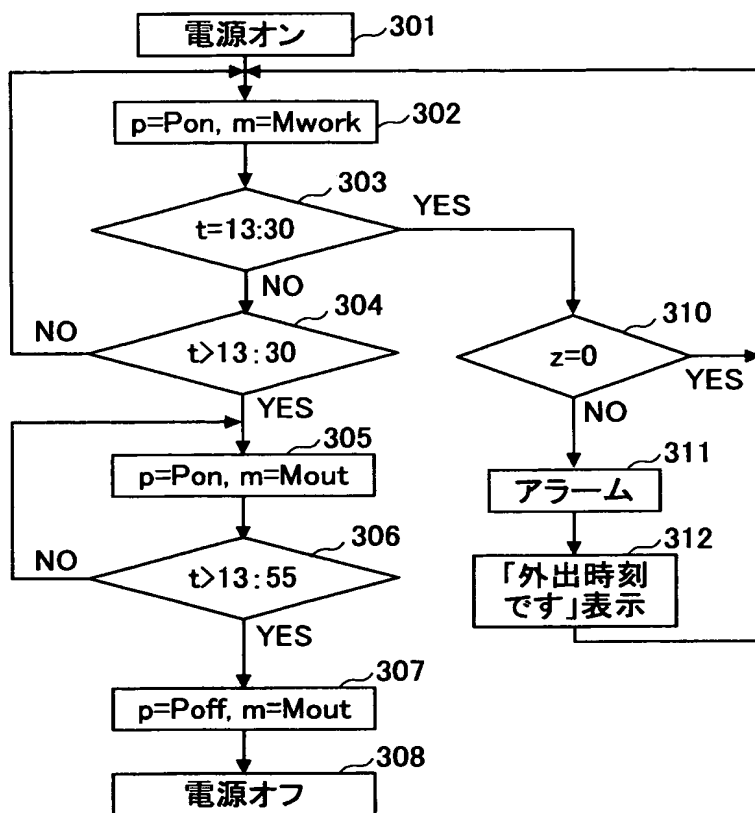 電源オン
301
p=Pon, m=Mwork
302
303
t=13:30
YES
NO
304
t>13:30
NO
YES
310
z=0
YES
NO
305
p=Pon, m=Mout
311
アラーム
306
t>13:55
NO
YES
312
「外出時刻
です」表示
307
p=Poff, m=Mout
308
電源オフ